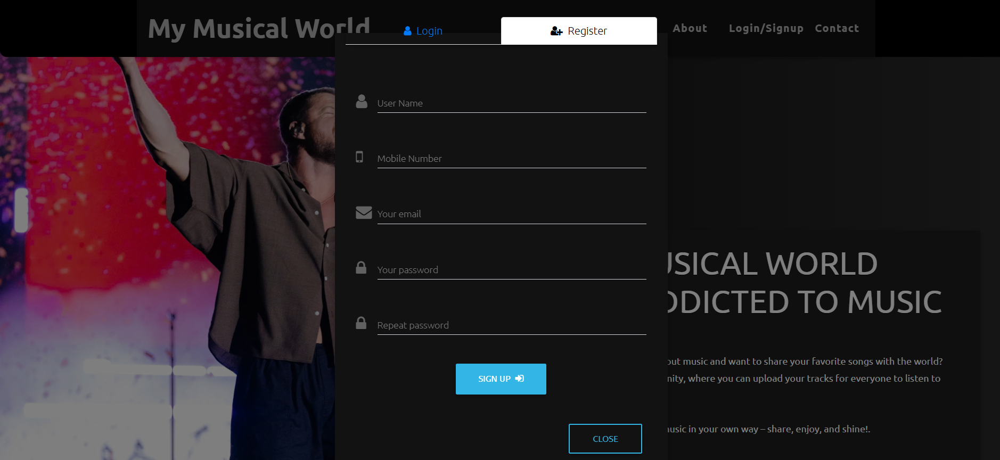 My Musical World
Login
Register
About
Login/Signup
Contact
User Name
Mobile Number
Your email
Your password
Repeat password
SIGN UP
CLOSE
USICAL WORLD
DDICTED TO MUSIC
out music and want to share your favorite songs with the world?
nity, where you can upload your tracks for everyone to listen to
music in your own way – share, enjoy, and shine!.